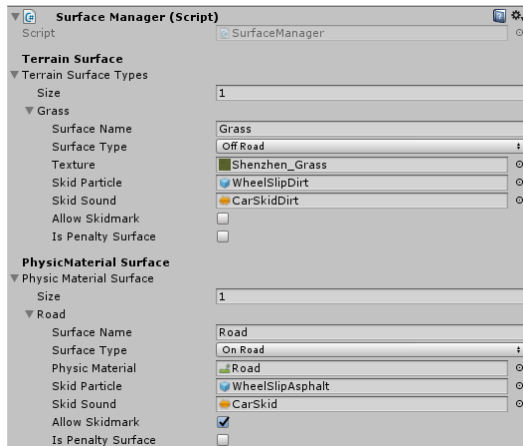 Surface Manager (Script)
Script SurfaceManager
Terrain Surface
Terrain Surface Types
Size 1
Grass
Surface Name Grass
Surface Type Off Road
Texture Shenzhen_Grass
Skid Particle WheelSlipDirt
Skid Sound CarSkidDirt
Allow Skidmark
Is Penalty Surface
PhysicMaterial Surface
Physic Material Surface
Size 1
Road
Surface Name Road
Surface Type On Road
Physic Material Road
Skid Particle WheelSlipAsphalt
Skid Sound CarSkid
Allow Skidmark
Is Penalty Surface